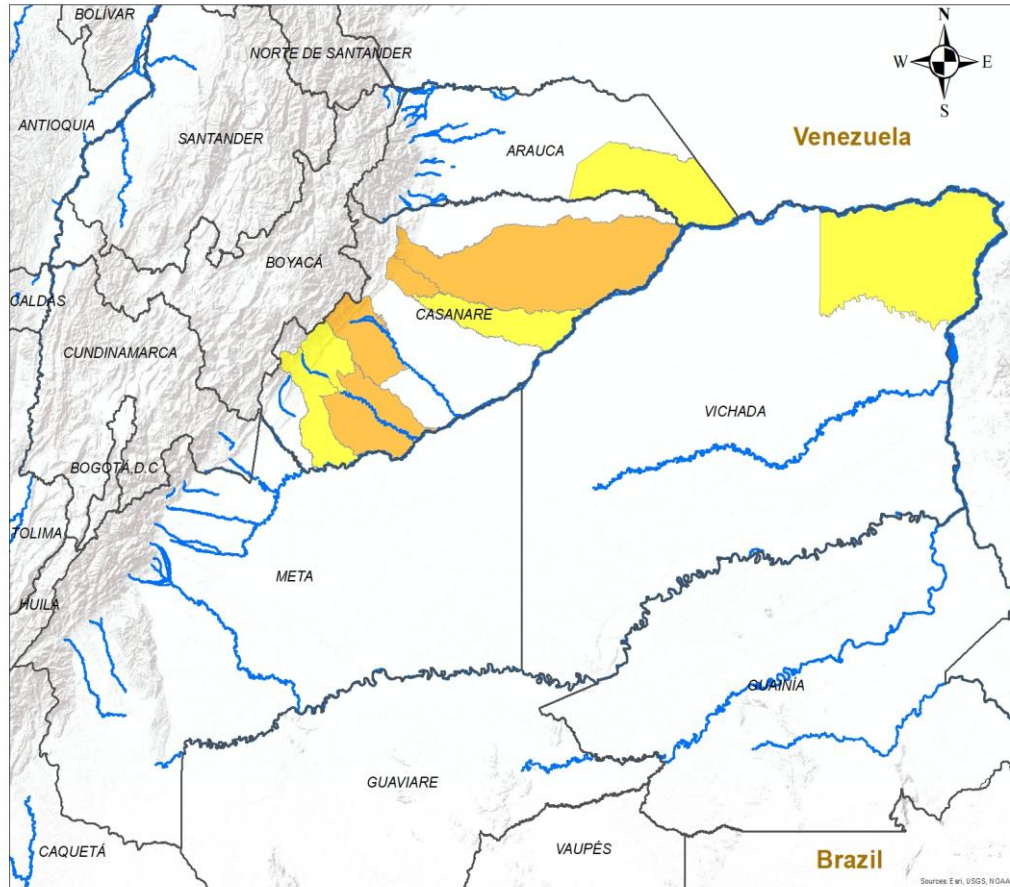 BOLÍVAR
N
NORTE DE SANTANDER
W E
S
ANTIOQUIA
SANTANDER
Venezuela
ARAUCA
BOYACÁ
CALDAS
CASANARE
CUNDINAMARCA
VICHADA
BOGOTÁ, D.C
TOLIMA
META
HUILA
GUAINÍA
GUAVIARE
CAQUETÁ
VAUPÉS
Brazil
Sources: Esri, USGS, NOAA